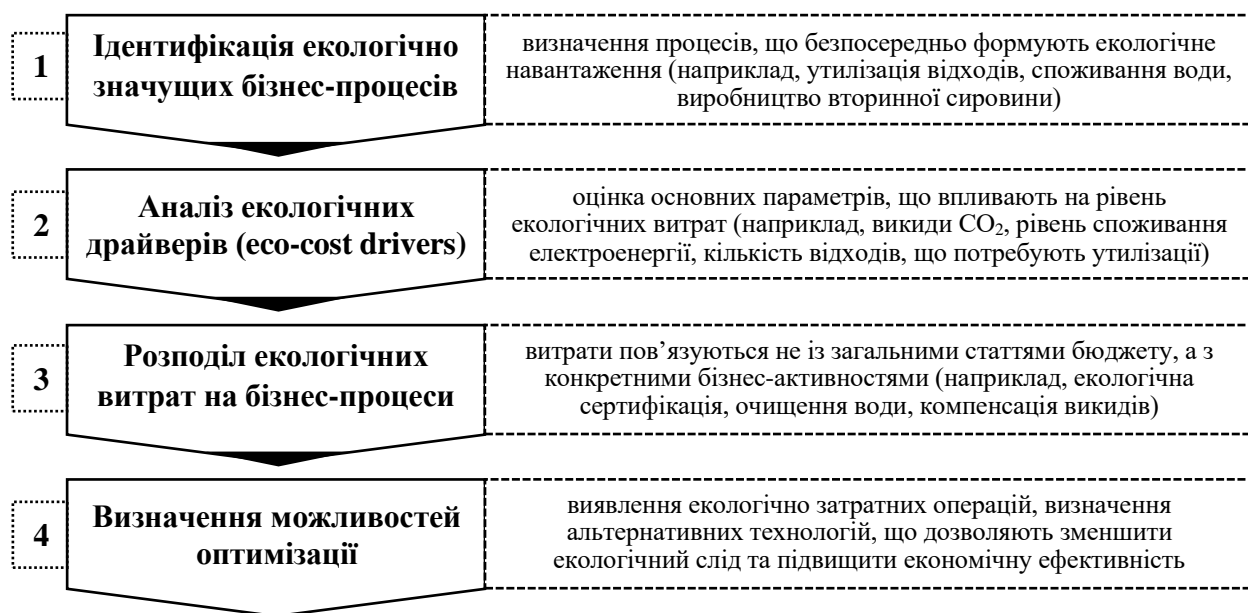 1
Ідентифікація екологічно
значущих бізнес-процесів
визначення процесів, що безпосередньо формують екологічне
навантаження (наприклад, утилізація відходів, споживання води,
виробництво вторинної сировини)
2
Аналіз екологічних
драйверів (eco-cost drivers)
оцінка основних параметрів, що впливають на рівень
екологічних витрат (наприклад, викиди CO₂, рівень споживання
електроенергії, кількість відходів, що потребують утилізації)
3
Розподіл екологічних
витрат на бізнес-процеси
витрати пов’язуються не із загальними статтями бюджету, а з
конкретними бізнес-активностями (наприклад, екологічна
сертифікація, очищення води, компенсація викидів)
4
Визначення можливостей
оптимізації
виявлення екологічно затратних операцій, визначення
альтернативних технологій, що дозволяють зменшити
екологічний слід та підвищити економічну ефективність